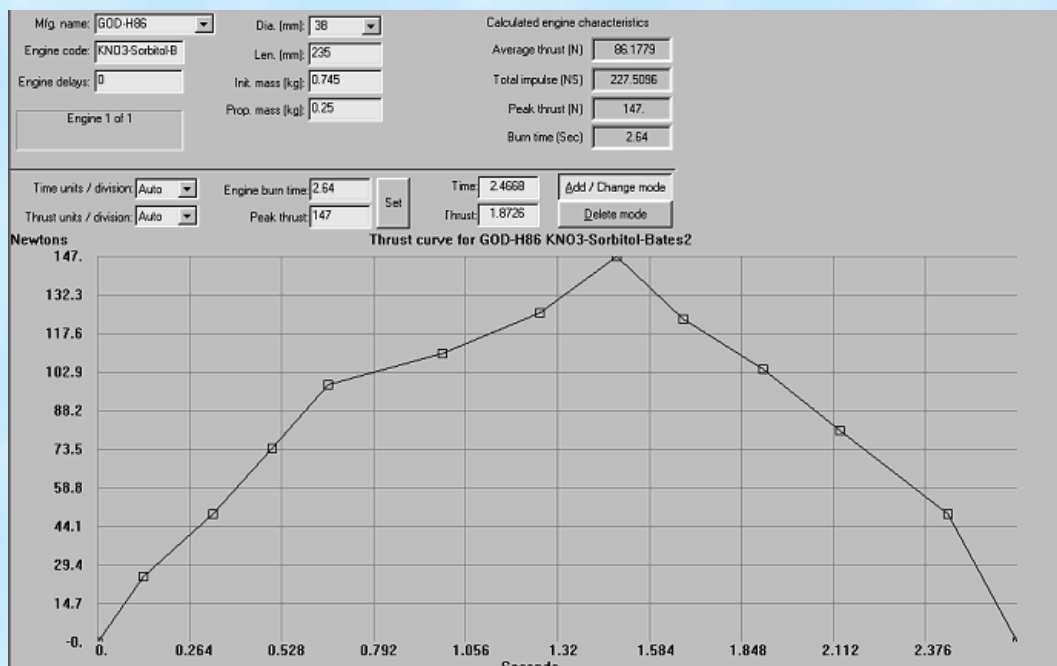 Mfg. name: GOD-H86
Engine code: KNO3-Sorbitol-B
Engine delays: 0
Engine 1 of 1
Dia. (mm): 38
Len. (mm): 235
Init. mass (kg): 0.745
Prop. mass (kg): 0.25
Calculated engine characteristics
Average thrust (N) 86.1779
Total impulse (NS) 227.5096
Peak thrust (N) 147.
Burn time (Sec) 2.64
Time units / division: Auto
Thrust units / division: Auto
Engine burn time: 2.64
Peak thrust: 147
Set
Time: 2.4668
Thrust: 1.8726
Add / Change mode
Delete mode
Newtons
Thrust curve for GOD-H86 KNO3-Sorbitol-Bates2
147.
132.3
117.6
102.9
88.2
73.5
58.8
44.1
29.4
14.7
-0.
0. 0.264 0.528 0.792 1.056 1.32 1.584 1.848 2.112 2.376
Seconds